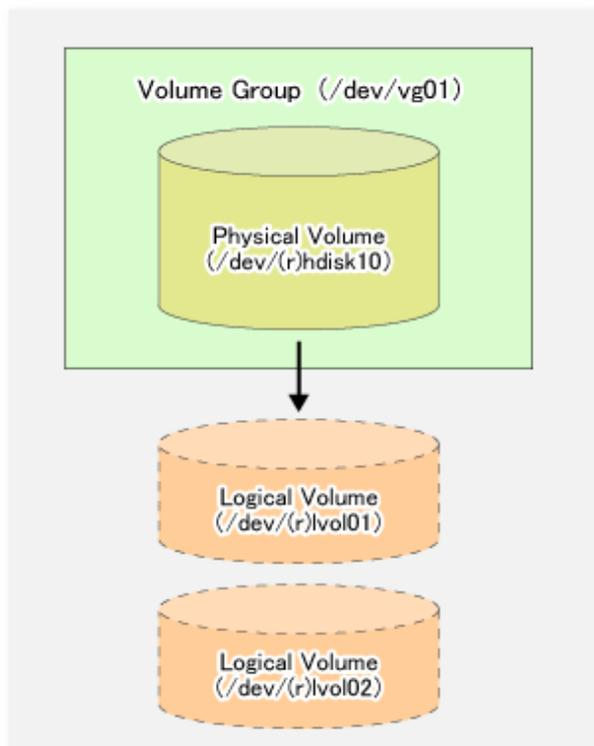 Volume Group (/dev/vg01)
Physical Volume
(/dev/(r)hdisk10)
Logical Volume
(/dev/(r)lvol01)
Logical Volume
(/dev/(r)lvol02)